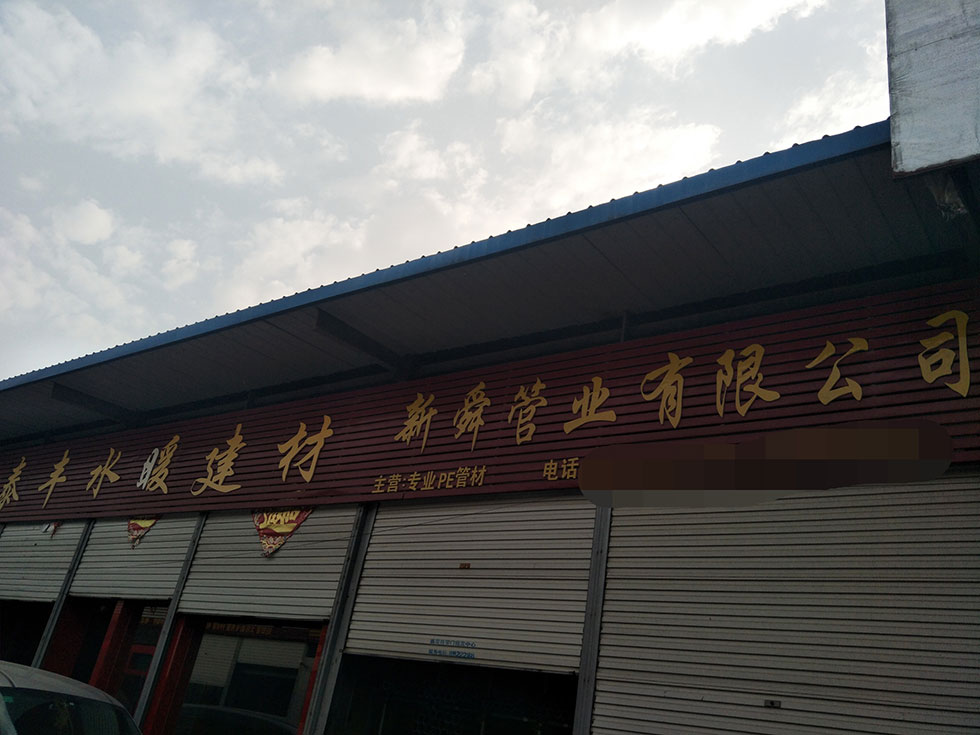 泰丰水暖建材
新舜管业有限公司
主营:专业PE管材
电话